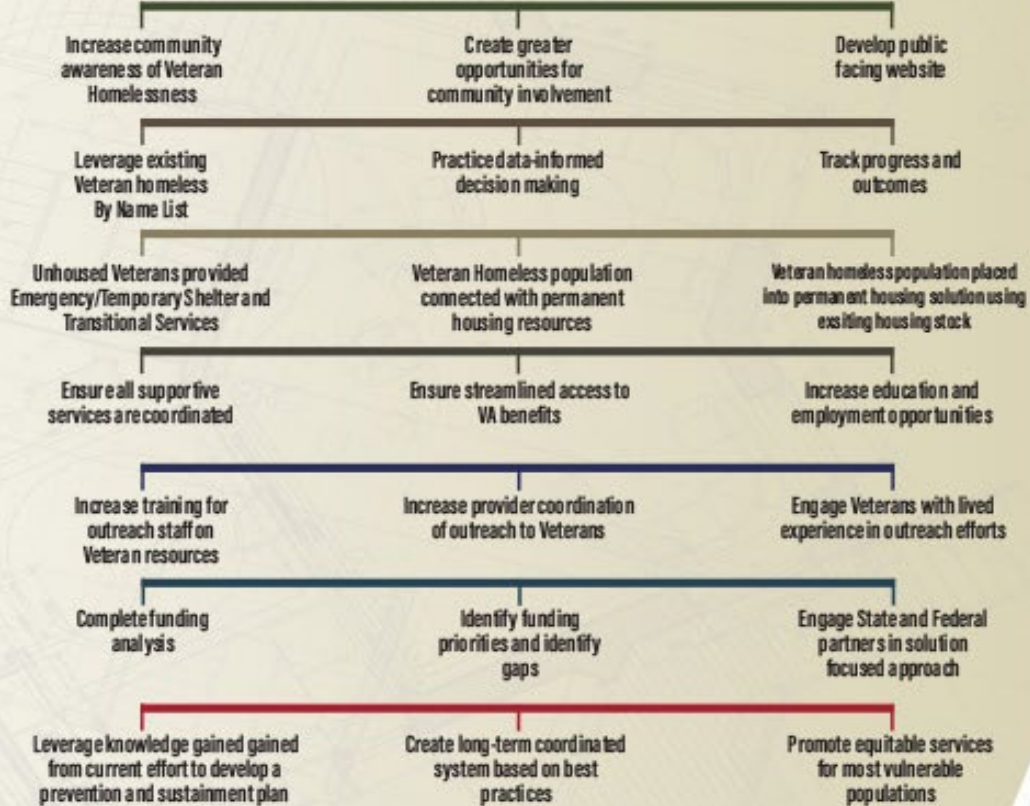 Increase community
awareness of Veteran
Homelessness
Create greater
opportunities for
community involvement
Develop public
facing website
Leverage existing
Veteran homeless
By Name List
Practice data-informed
decision making
Track progress and
outcomes
Unhoused Veterans provided
Emergency/Temporary Shelter and
Transitional Services
Veteran Homeless population
connected with permanent
housing resources
Veteran homeless population placed
into permanent housing solution using
exsiting housing stock
Ensure all supportive
services are coordinated
Ensure streamlined access to
VA benefits
Increase education and
employment opportunities
Increase training for
outreach staff on
Veteran resources
Increase provider coordination
of outreach to Veterans
Engage Veterans with lived
experience in outreach efforts
Complete funding
analysis
Identify funding
priorities and identify
gaps
Engage State and Federal
partners in solution
focused approach
Leverage knowledge gained gained
from current effort to develop a
prevention and sustainment plan
Create long-term coordinated
system based on best
practices
Promote equitable services
for most vulnerable
populations